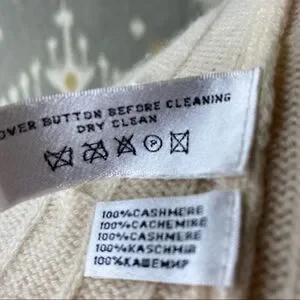 OVER BUTTON BEFORE CLEANING
DRY CLEAN
P
100%CASHMERE
100%CACHEMIRE
100%CASHMERE
100%KASCHMIR
100%КАШЕМИР